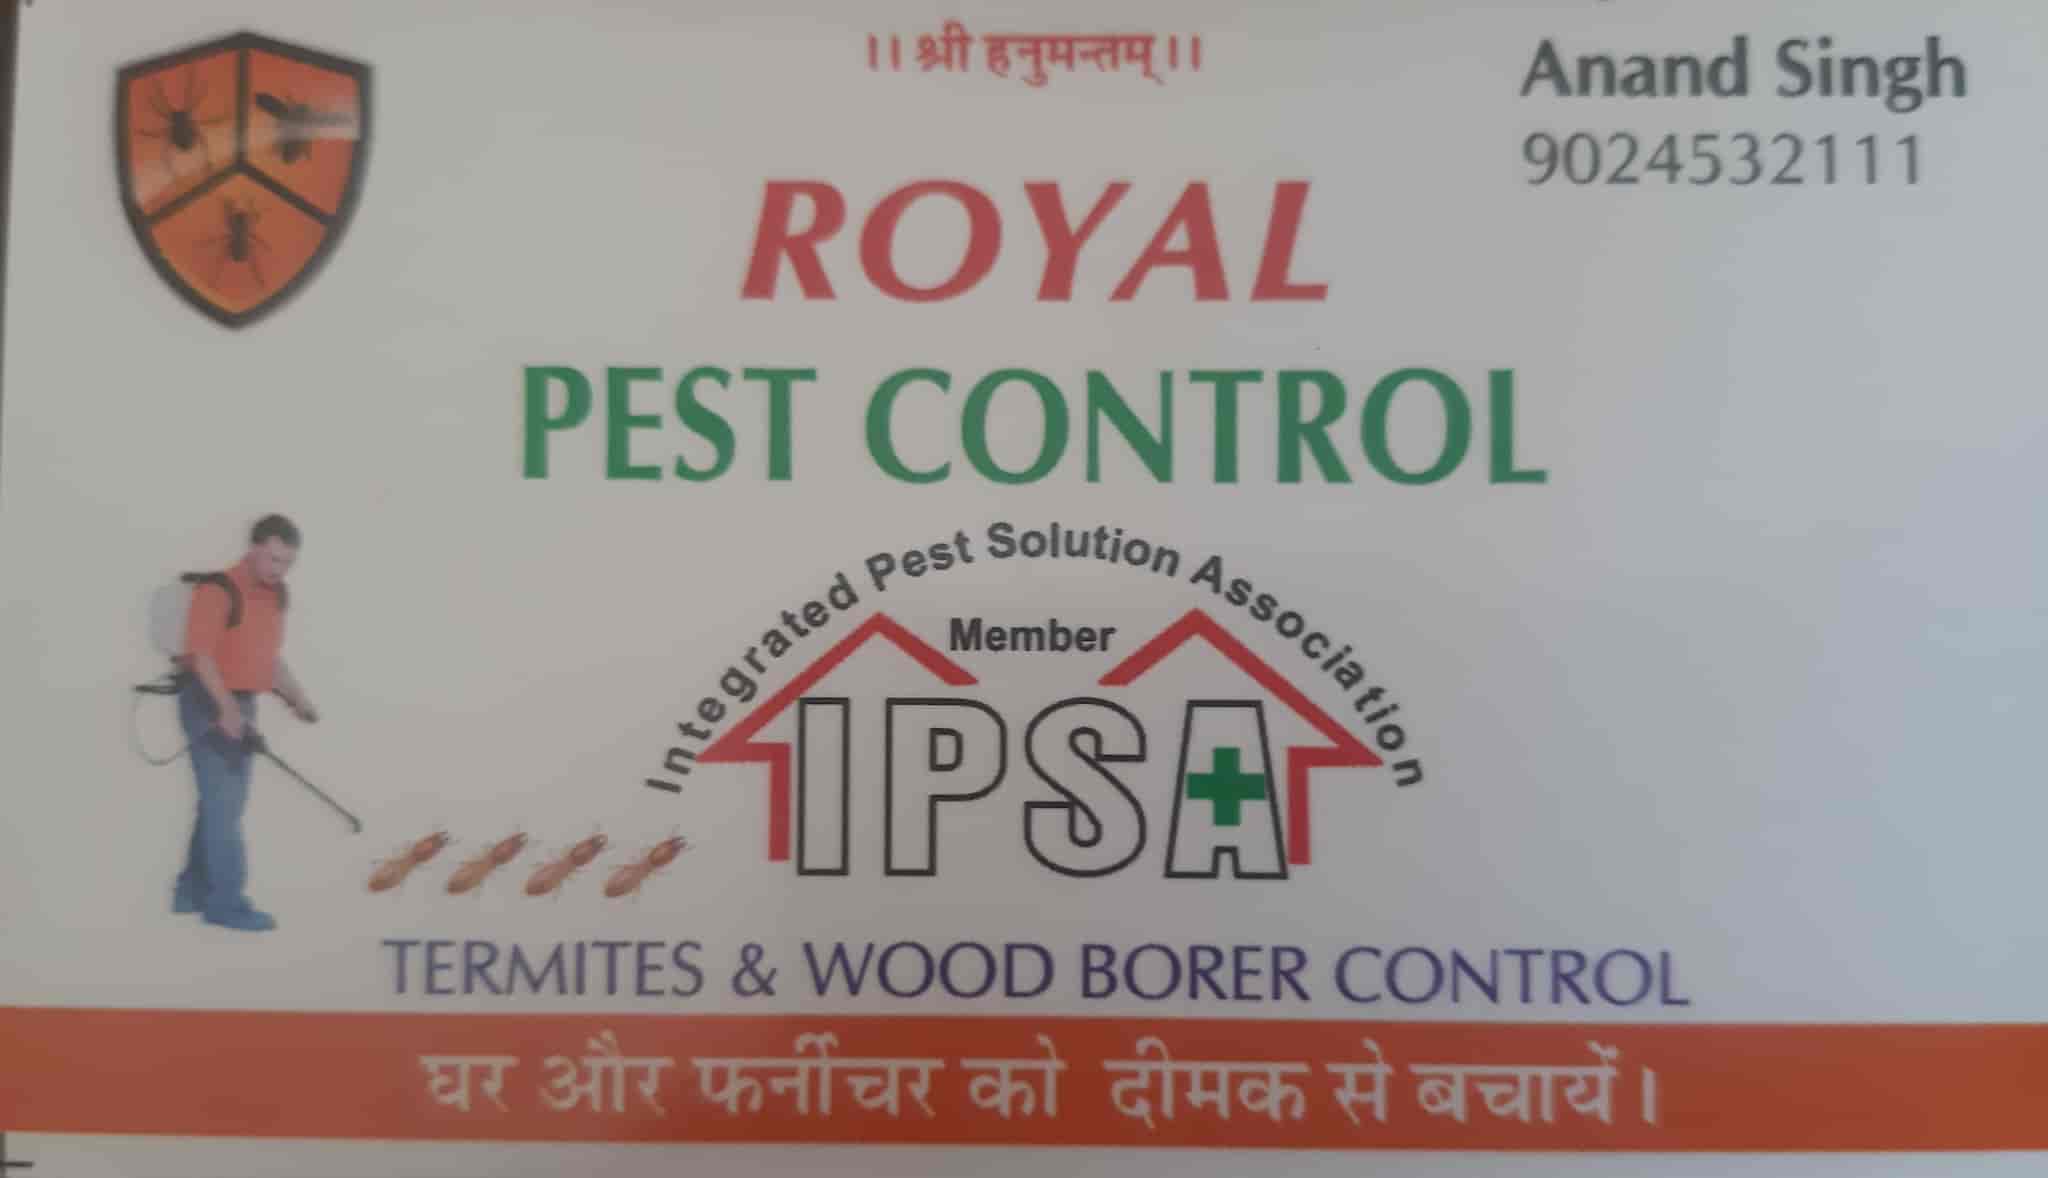 ।। श्री हनुमन्तम् ।।
Anand Singh
9024532111
ROYAL
PEST CONTROL
Integrated Pest Solution Association
Member
IPSA
TERMITES & WOOD BORER CONTROL
घर और फर्नीचर को दीमक से बचायें।